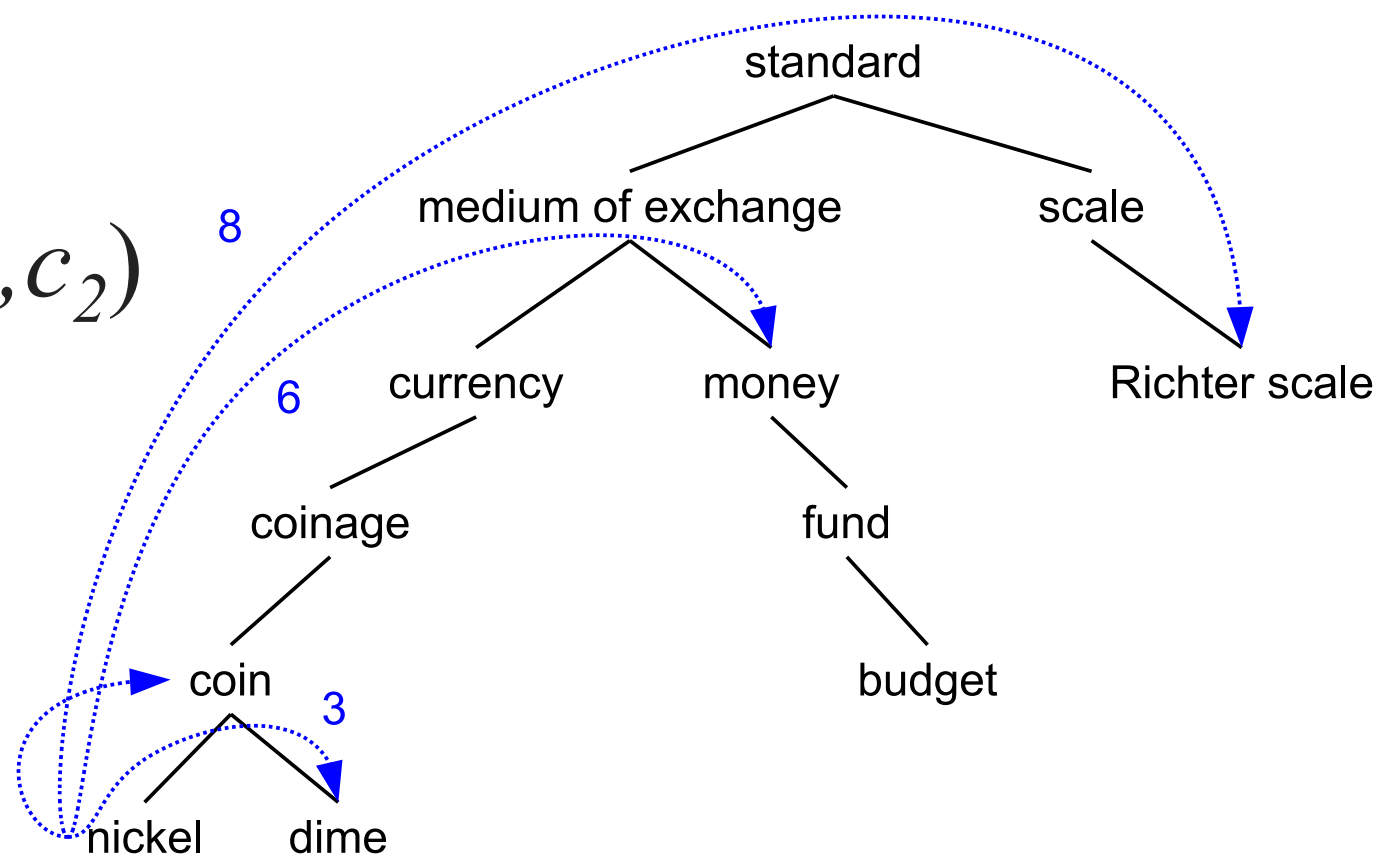 standard
8
medium of exchange scale
,c2)
6
currency money Richter scale
coinage fund
coin budget
3
nickel dime